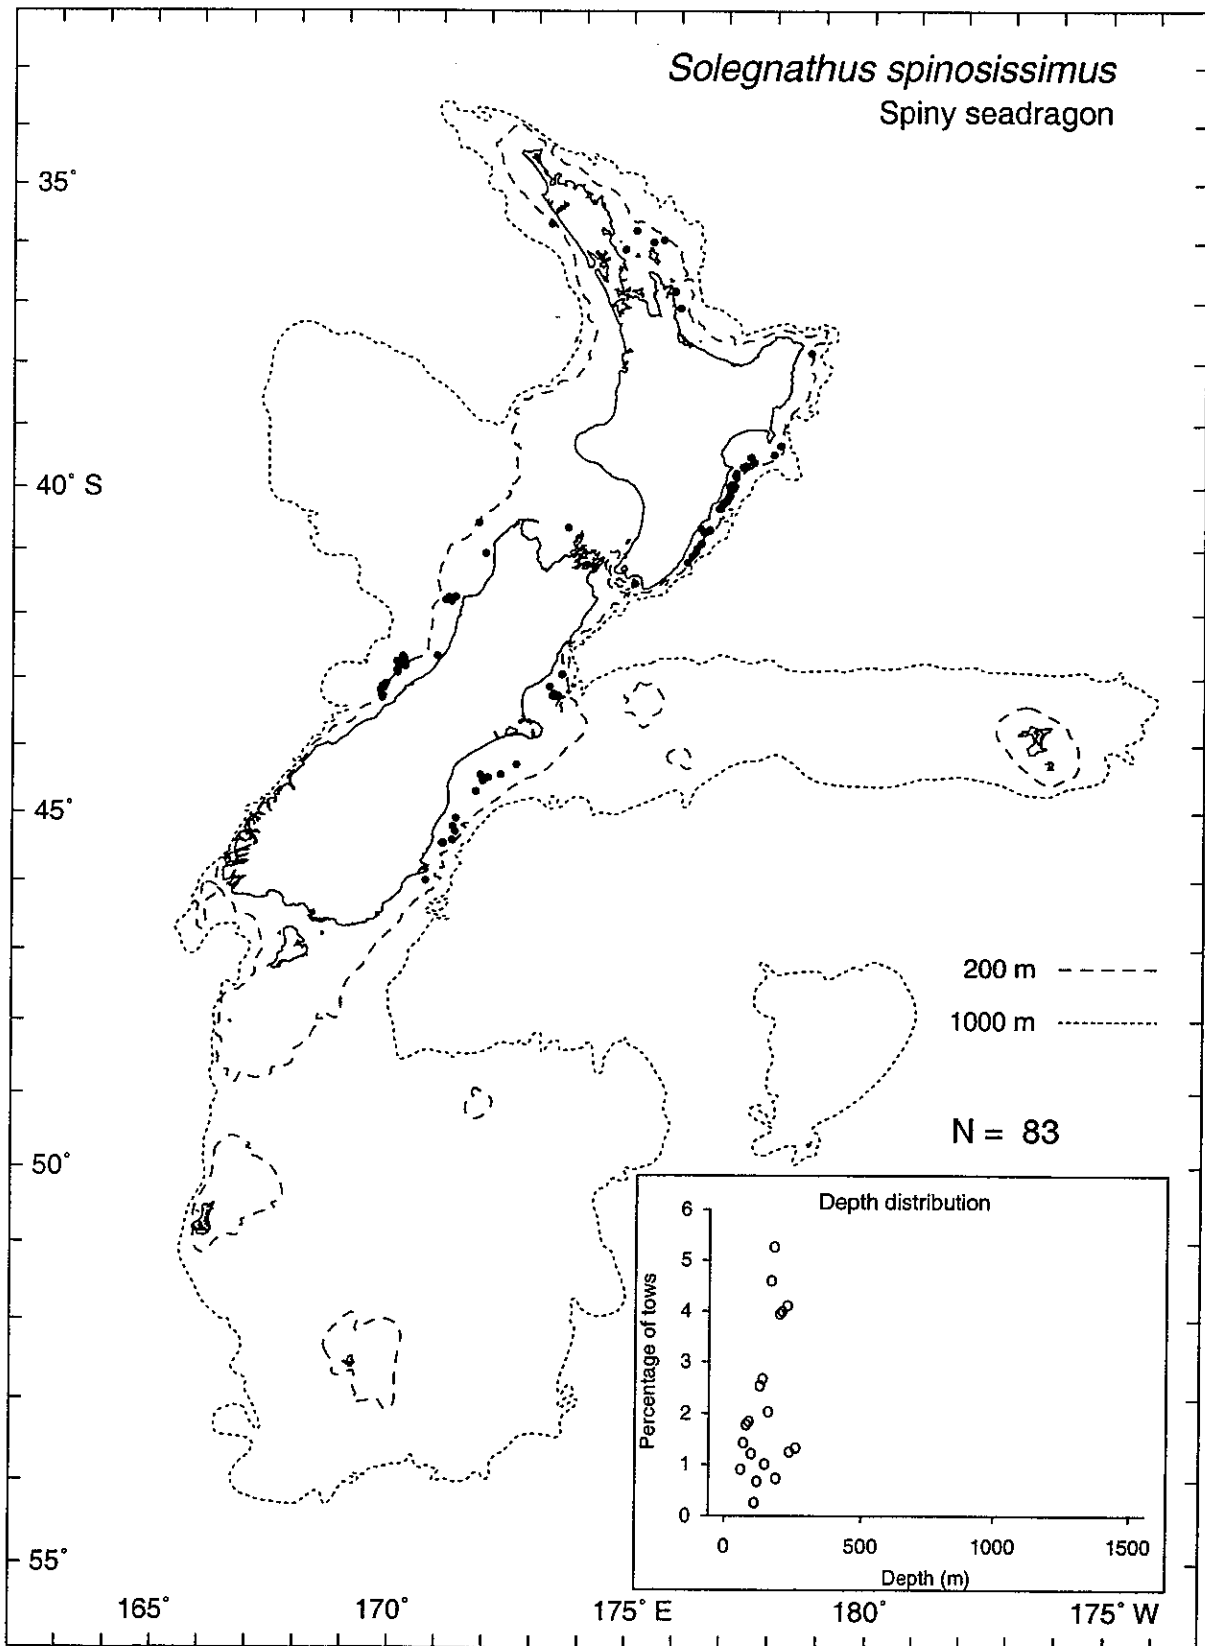 Solegnathus spinosissimus
Spiny seadragon
35°
40° S
45°
200 m
1000 m
N = 83
50°
Depth distribution
6
5
4
3
2
1
0
Percentage of tows
0 500 1000 1500
Depth (m)
55°
165° 170° 175° E 180° 175° W